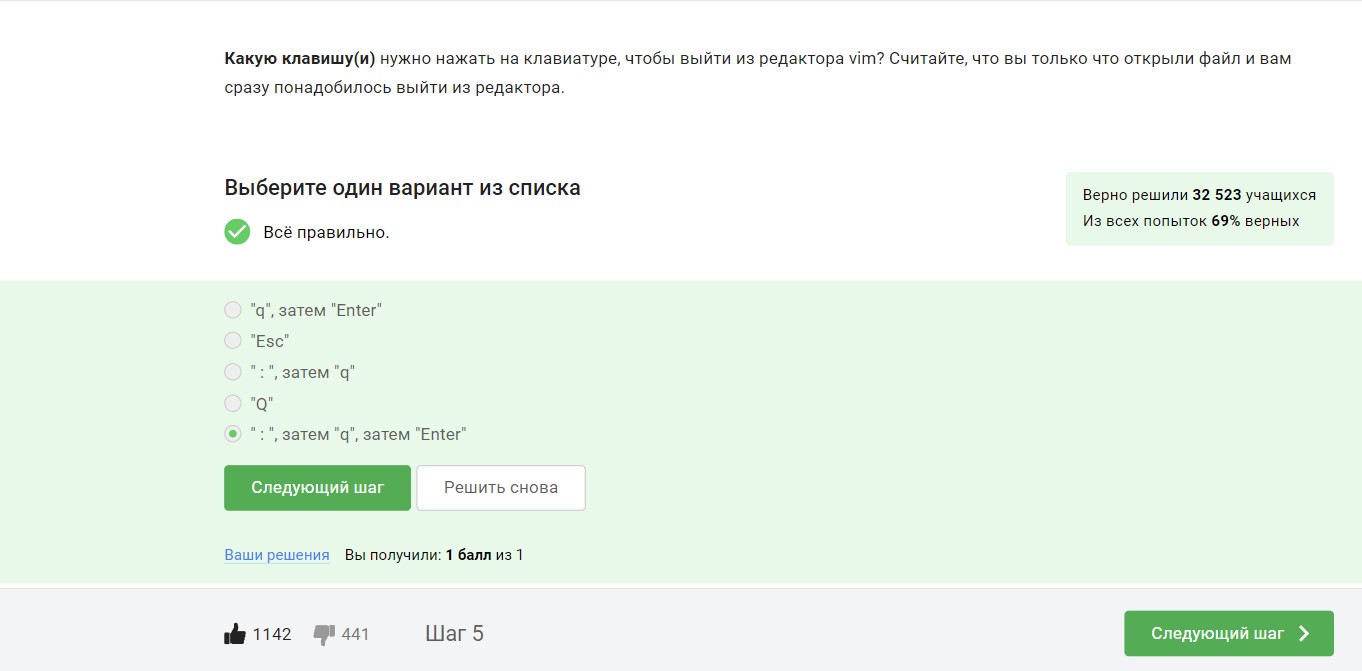 Какую клавишу(и) нужно нажать на клавиатуре, чтобы выйти из редактора vim? Считайте, что вы только что открыли файл и вам
сразу понадобилось выйти из редактора.
Выберите один вариант из списка
Всё правильно.
Верно решили 32 523 учащихся
Из всех попыток 69% верных
"q", затем "Enter"
"Esc"
" : ", затем "q"
"Q"
" : ", затем "q", затем "Enter"
Следующий шаг
Решить снова
Ваши решения Вы получили: 1 балл из 1
1142 441 Шаг 5
Следующий шаг